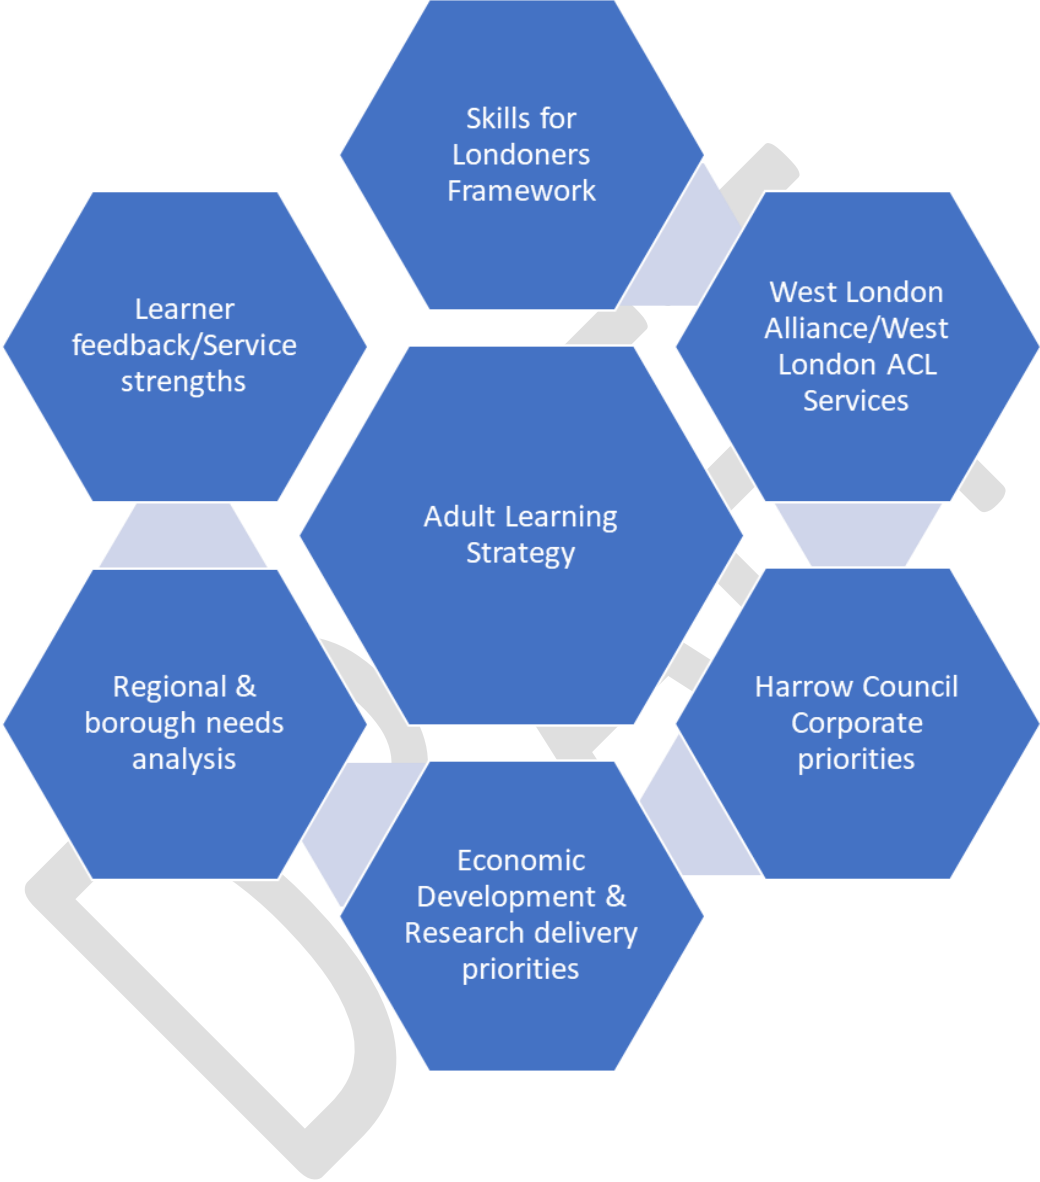 Skills for
Londoners
Framework
West London
Alliance/West
London ACL
Services
Learner
feedback/Service
strengths
Adult Learning
Strategy
Regional &
borough needs
analysis
Harrow Council
Corporate
priorities
Economic
Development &
Research delivery
priorities